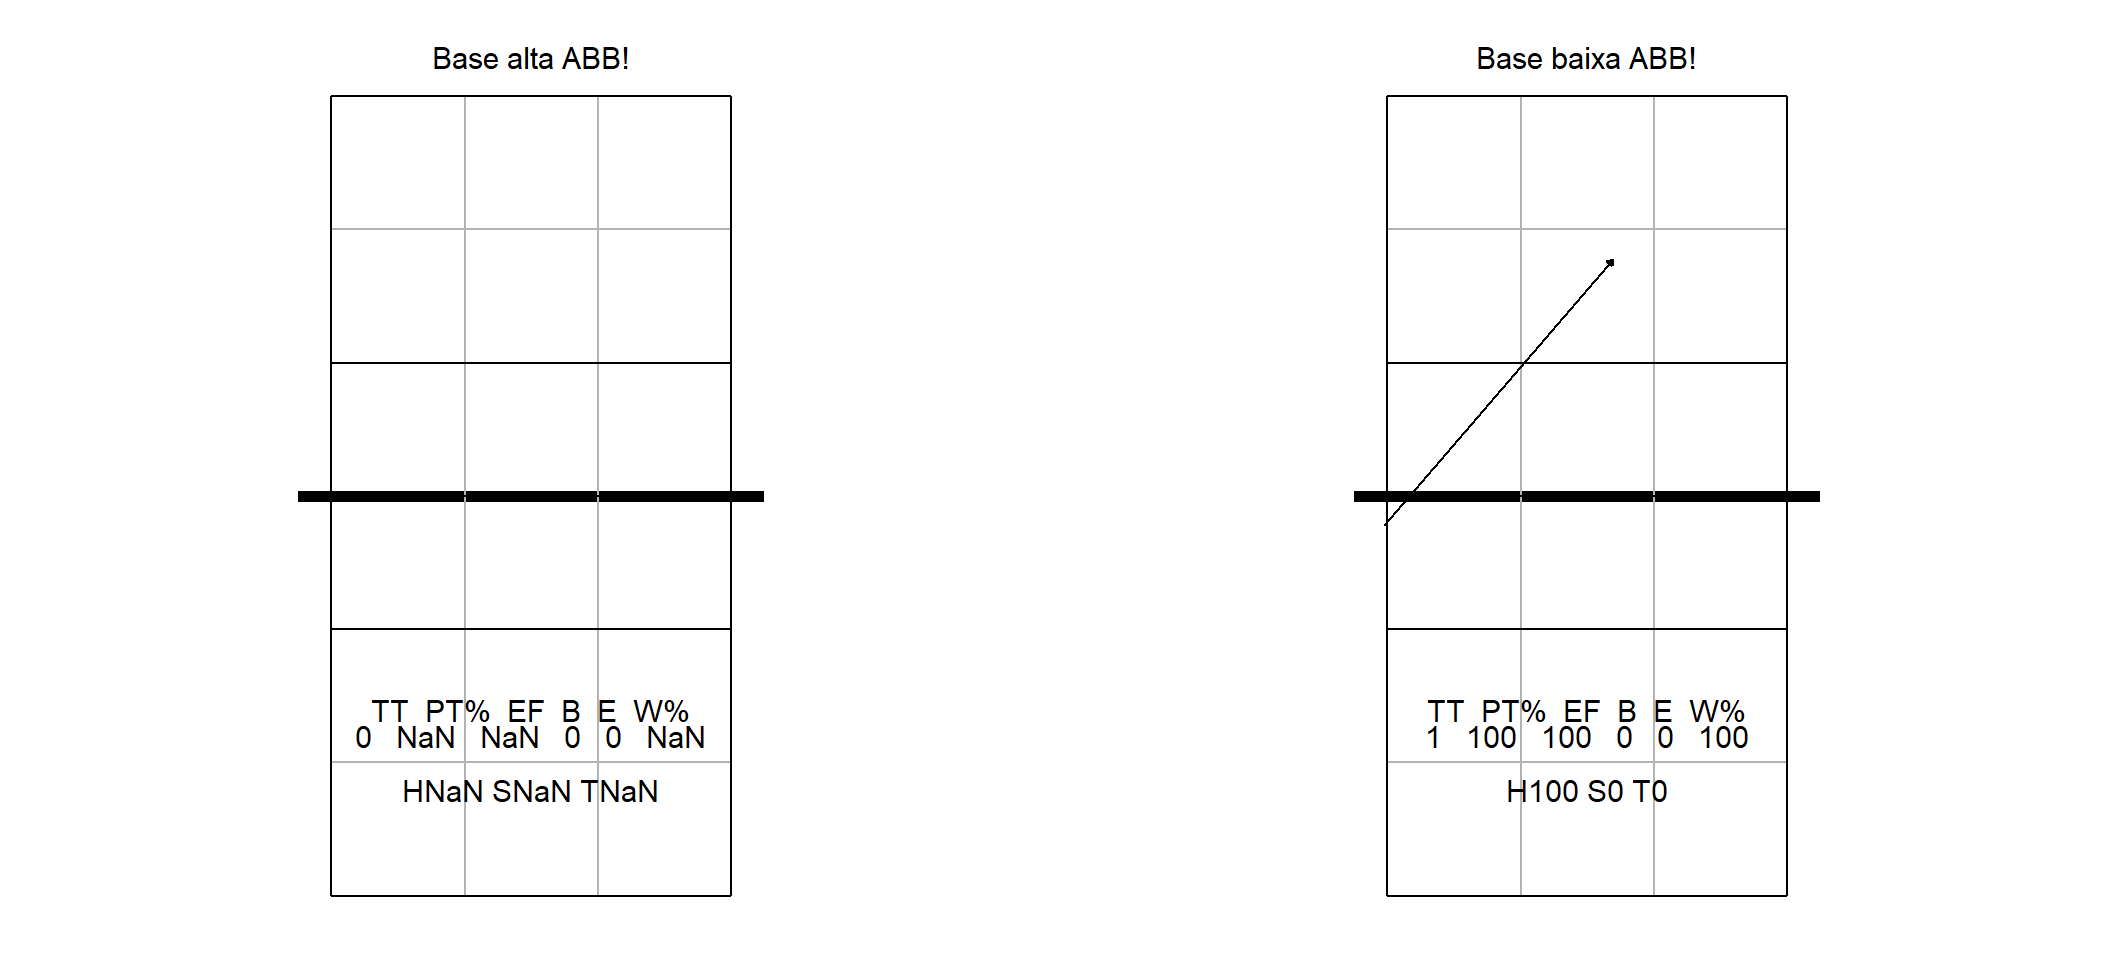 Base alta ABB!
TT PT% EF B E W%
0 NaN NaN 0 0 NaN
HNaN SNaN TNaN
Base baixa ABB!
TT PT% EF B E W%
1 100 100 0 0 100
H100 S0 T0